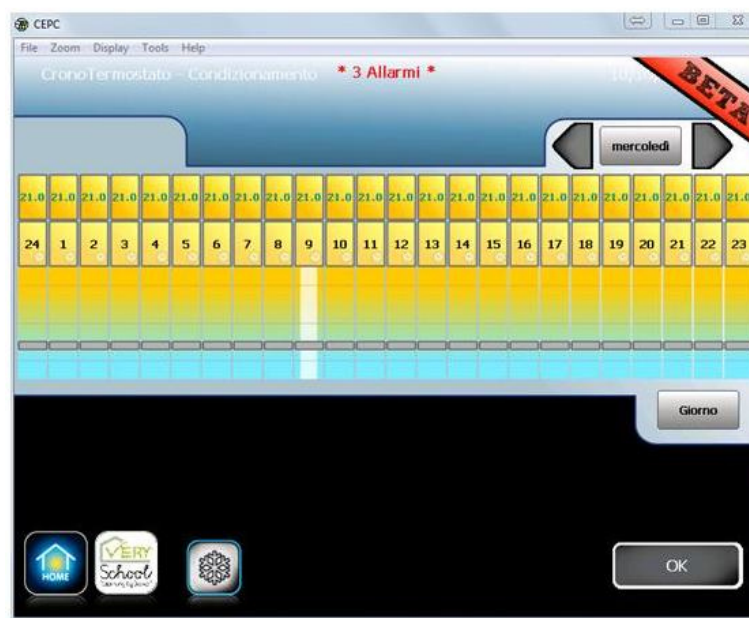 CEPC
File Zoom Display Tools Help
CronoTermostato - Condizionamento * 3 Allarmi *
BETA
mercoledì
21.0 21.0 21.0 21.0 21.0 21.0 21.0 21.0 21.0 21.0 21.0 21.0 21.0 21.0 21.0 21.0 21.0 21.0 21.0 21.0 21.0 21.0 21.0 21.0
24 1 2 3 4 5 6 7 8 9 10 11 12 13 14 15 16 17 18 19 20 21 22 23
Giorno
HOME
VERY
School
OK